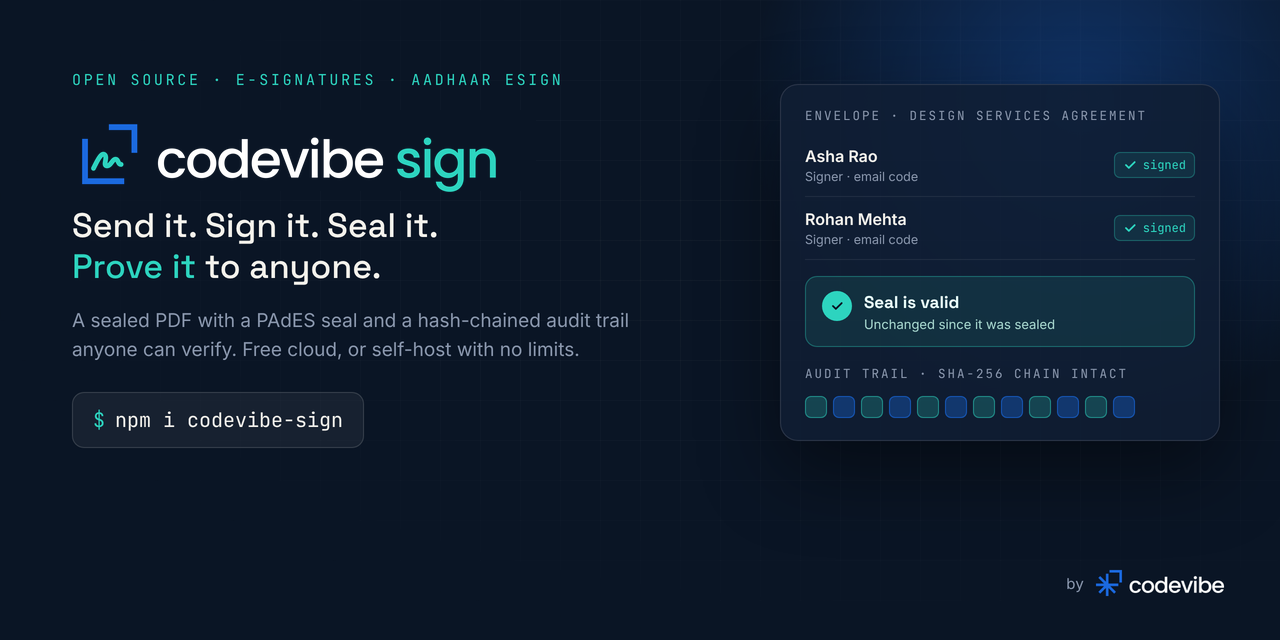 OPEN SOURCE · E-SIGNATURES · AADHAAR ESIGN
codevibe sign
Send it. Sign it. Seal it.
Prove it to anyone.
A sealed PDF with a PAdES seal and a hash-chained audit trail
anyone can verify. Free cloud, or self-host with no limits.
$ npm i codevibe-sign
ENVELOPE · DESIGN SERVICES AGREEMENT
Asha Rao
Signer · email code
signed
Rohan Mehta
Signer · email code
signed
Seal is valid
Unchanged since it was sealed
AUDIT TRAIL · SHA-256 CHAIN INTACT
by codevibe